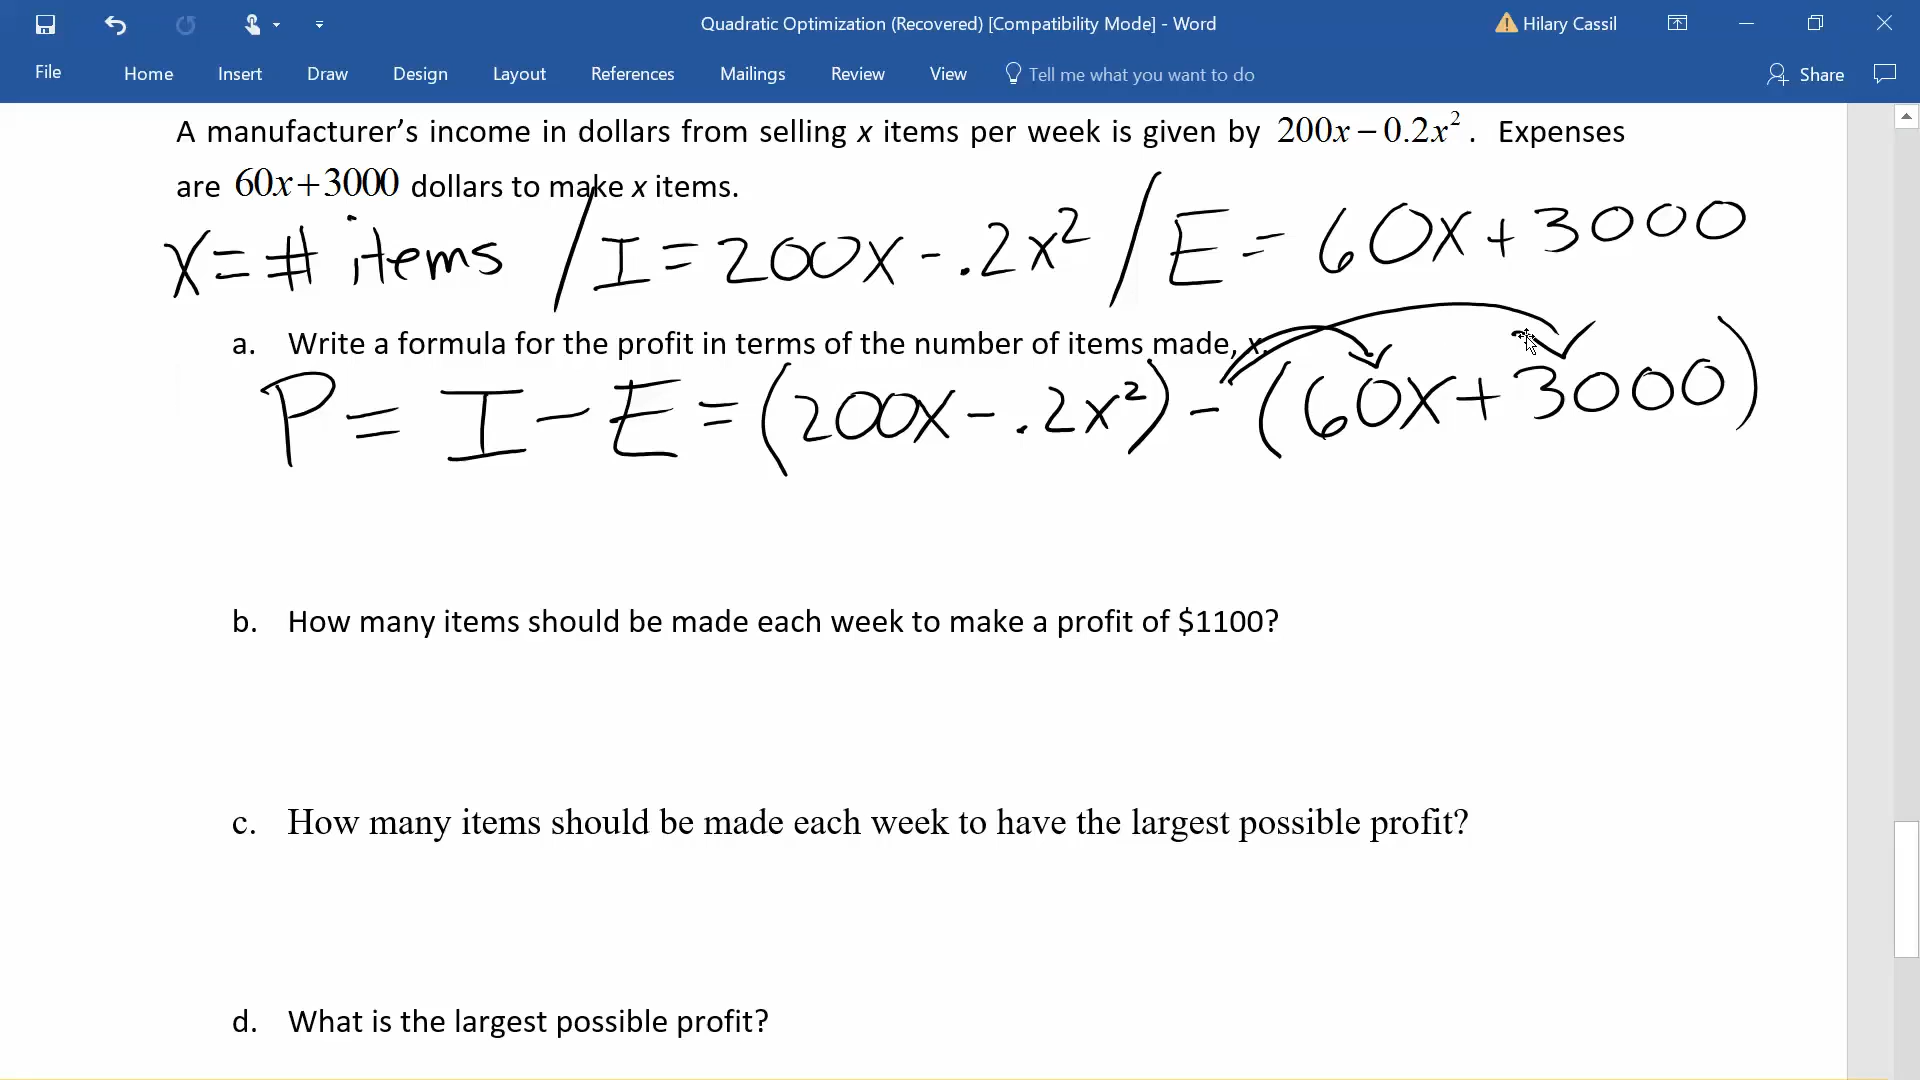 Quadratic Optimization (Recovered) [Compatibility Mode] - Word
Hilary Cassil
File Home Insert Draw Design Layout References Mailings Review View Tell me what you want to do Share
A manufacturer’s income in dollars from selling x items per week is given by 200x − 0.2x². Expenses
are 60x+3000 dollars to make x items.
X = # items / I = 200x - .2x² / E = 60x + 3000
a. Write a formula for the profit in terms of the number of items made, x.
P = I - E = (200x - .2x²) - (60x + 3000)
b. How many items should be made each week to make a profit of $1100?
c. How many items should be made each week to have the largest possible profit?
d. What is the largest possible profit?